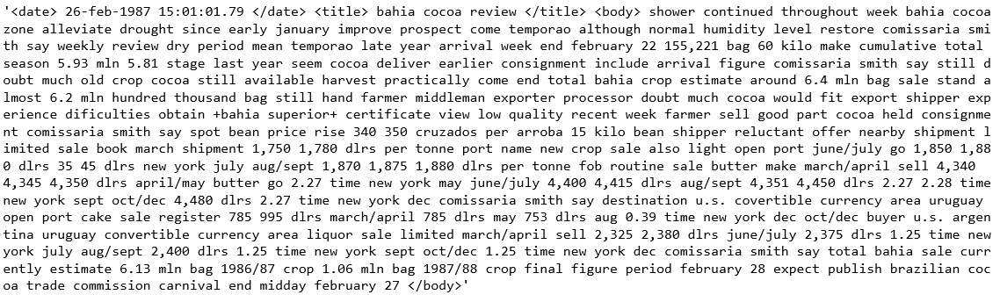 '<date> 26-feb-1987 15:01:01.79 </date> <title> bahia cocoa review </title> <body> shower continued throughout week bahia cocoa
zone alleviate drought since early january improve prospect come temporao although normal humidity level restore comissaria smi
th say weekly review dry period mean temporao late year arrival week end february 22 155,221 bag 60 kilo make cumulative total
season 5.93 mln 5.81 stage last year seem cocoa deliver earlier consignment include arrival figure comissaria smith say still d
oubt much old crop cocoa still available harvest practically come end total bahia crop estimate around 6.4 mln bag sale stand a
lmost 6.2 mln hundred thousand bag still hand farmer middleman exporter processor doubt much cocoa would fit export shipper exp
erience dificulties obtain +bahia superior+ certificate view low quality recent week farmer sell good part cocoa held consignme
nt comissaria smith say spot bean price rise 340 350 cruzados per arroba 15 kilo bean shipper reluctant offer nearby shipment l
imited sale book march shipment 1,750 1,780 dlrs per tonne port name new crop sale also light open port june/july go 1,850 1,88
0 dlrs 35 45 dlrs new york july aug/sept 1,870 1,875 1,880 dlrs per tonne fob routine sale butter make march/april sell 4,340
4,345 4,350 dlrs april/may butter go 2.27 time new york may june/july 4,400 4,415 dlrs aug/sept 4,351 4,450 dlrs 2.27 2.28 time
new york sept oct/dec 4,480 dlrs 2.27 time new york dec comissaria smith say destination u.s. covertible currency area uruguay
open port cake sale register 785 995 dlrs march/april 785 dlrs may 753 dlrs aug 0.39 time new york dec oct/dec buyer u.s. argen
tina uruguay convertible currency area liquor sale limited march/april sell 2,325 2,380 dlrs june/july 2,375 dlrs 1.25 time new
york july aug/sept 2,400 dlrs 1.25 time new york sept oct/dec 1.25 time new york dec comissaria smith say total bahia sale curr
ently estimate 6.13 mln bag 1986/87 crop 1.06 mln bag 1987/88 crop final figure period february 28 expect publish brazilian coc
oa trade commission carnival end midday february 27 </body>'